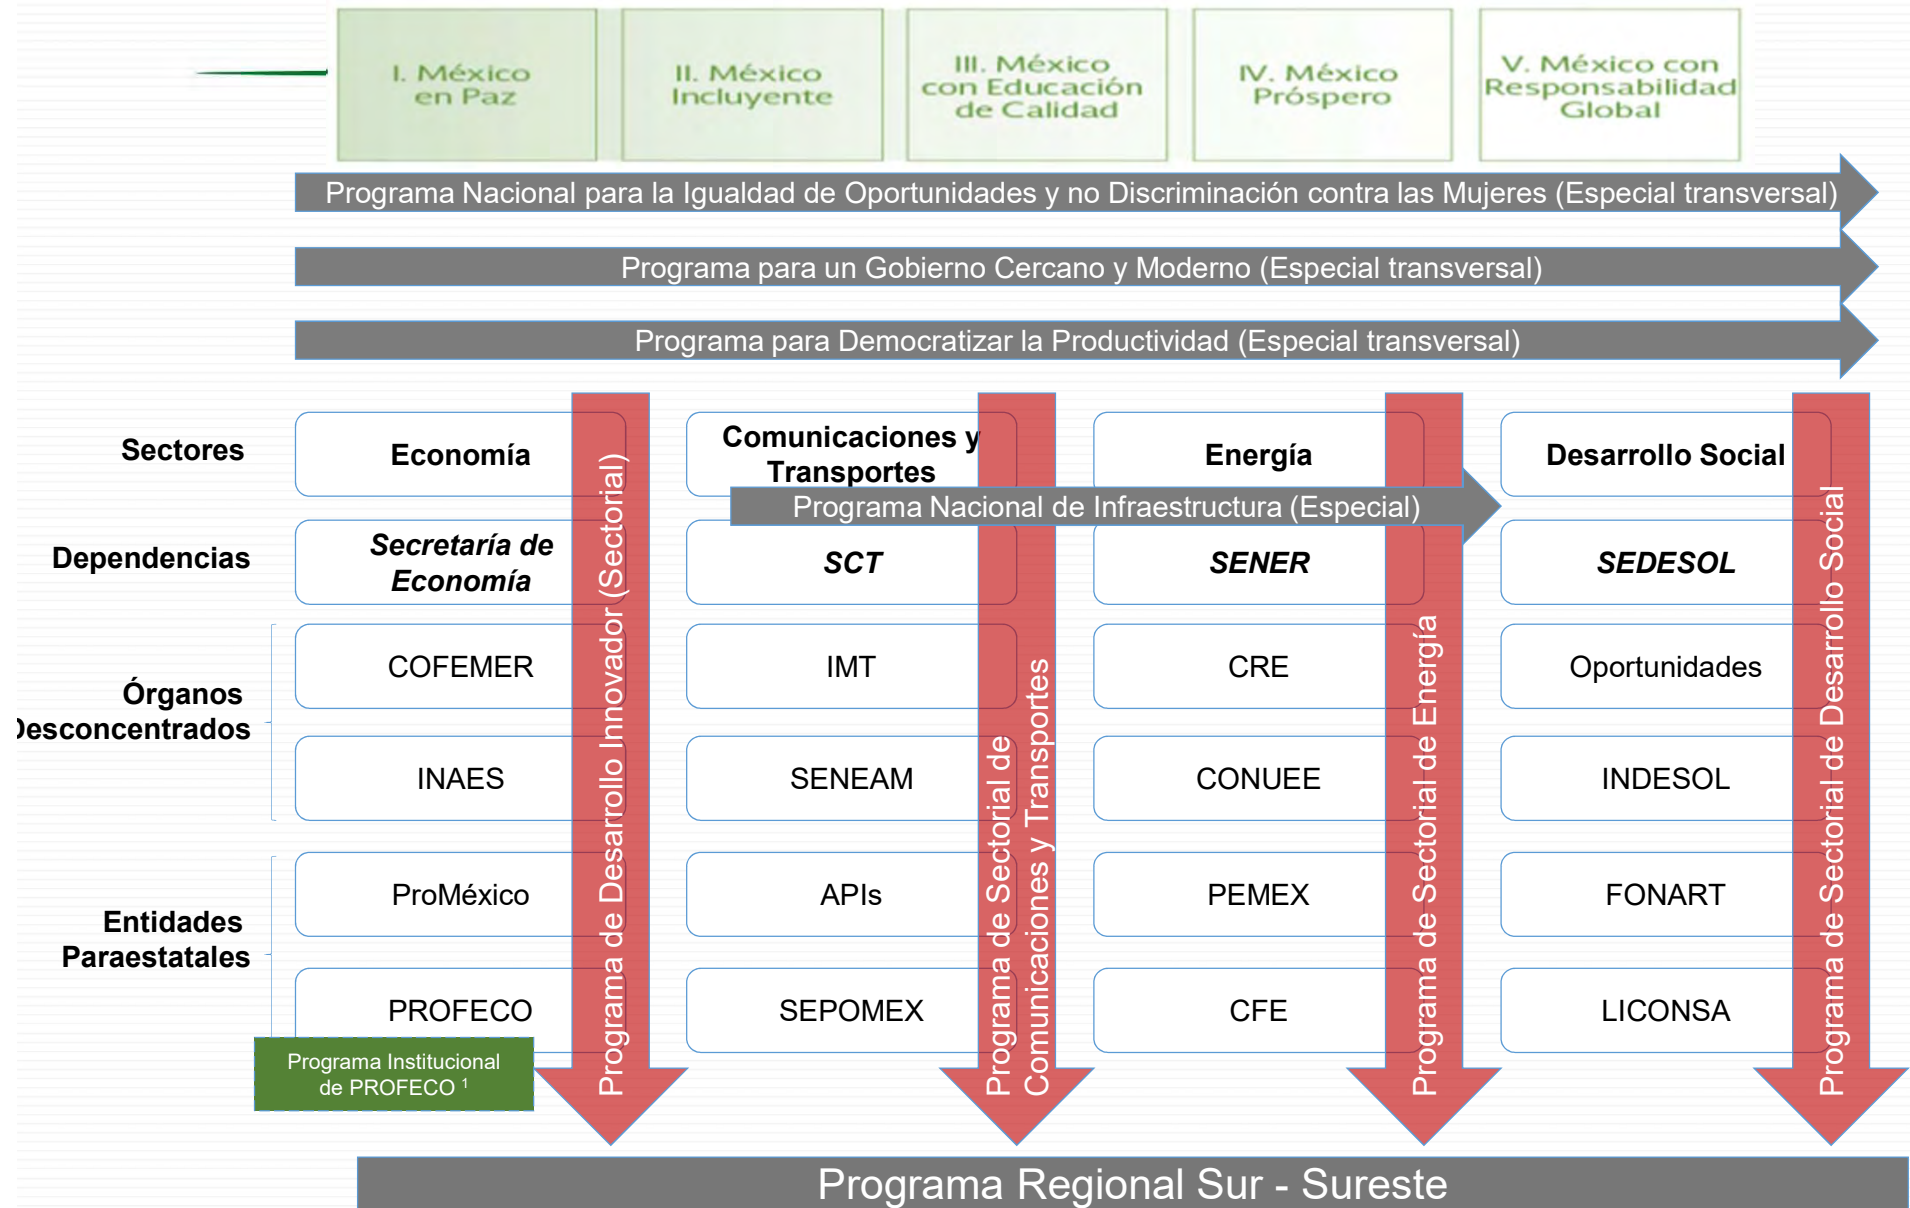 I. México
en Paz
II. México
Incluyente
III. México
con Educación
de Calidad
IV. México
Próspero
V. México con
Responsabilidad
Global
Programa Nacional para la Igualdad de Oportunidades y no Discriminación contra las Mujeres (Especial transversal)
Programa para un Gobierno Cercano y Moderno (Especial transversal)
Programa para Democratizar la Productividad (Especial transversal)
Sectores
Economía
Comunicaciones y
Transportes
Energía
Desarrollo Social
Programa Nacional de Infraestructura (Especial)
Dependencias
Secretaría de
Economía
SCT
SENER
SEDESOL
Órganos
Desconcentrados
COFEMER
IMT
CRE
Oportunidades
INAES
SENEAM
CONUEE
INDESOL
Entidades
Paraestatales
ProMéxico
APIs
PEMEX
FONART
PROFECO
SEPOMEX
CFE
LICONSA
Programa Institucional
de PROFECO ¹
Programa de Desarrollo Innovador (Sectorial)
Programa de Sectorial de
Comunicaciones y Transportes
Programa de Sectorial de Energía
Programa de Sectorial de Desarrollo Social
Programa Regional Sur - Sureste